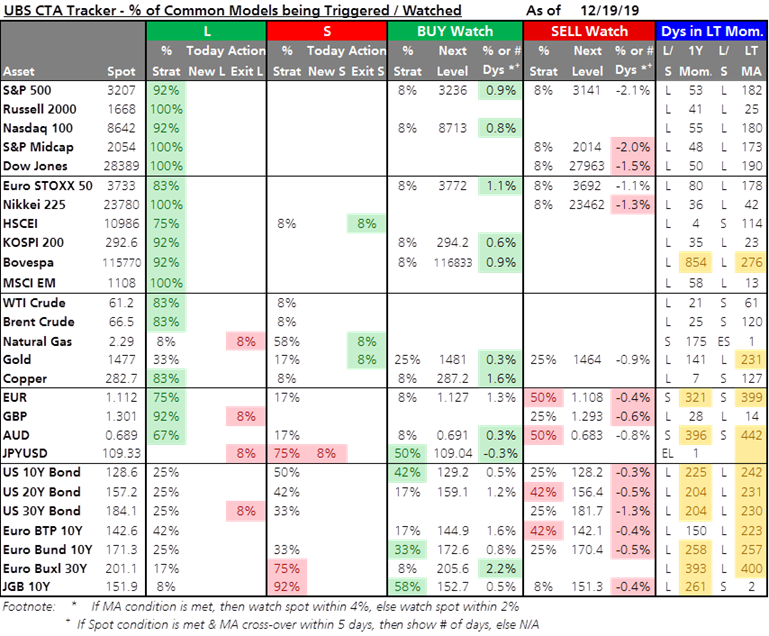 UBS CTA Tracker - % of Common Models being Triggered / Watched As of 12/19/19
L S BUY Watch SELL Watch Dys in LT Mom.
% Today Action % Today Action % Next % or # % Next % or # L/ 1Y L/ LT
Asset Spot Strat New L Exit L Strat New S Exit S Strat Level Dys *⁺ Strat Level Dys *⁺ S Mom. S MA
S&P 500 3207 92% 8% 3236 0.9% 8% 3141 -2.1% L 53 L 182
Russell 2000 1668 100% L 41 L 25
Nasdaq 100 8642 92% 8% 8713 0.8% L 55 L 180
S&P Midcap 2054 100% 8% 2014 -2.0% L 48 L 173
Dow Jones 28389 100% 8% 27963 -1.5% L 50 L 190
Euro STOXX 50 3733 83% 8% 3772 1.1% 8% 3692 -1.1% L 80 L 178
Nikkei 225 23780 100% 8% 23462 -1.3% L 36 L 42
HSCEI 10986 75% 8% 8% L 4 S 114
KOSPI 200 292.6 92% 8% 294.2 0.6% L 35 L 23
Bovespa 115770 92% 8% 116833 0.9% L 854 L 276
MSCI EM 1108 100% L 58 L 13
WTI Crude 61.2 83% 8% L 21 S 61
Brent Crude 66.5 83% 8% L 25 S 120
Natural Gas 2.29 8% 8% 58% 8% S 175 ES 1
Gold 1477 33% 17% 8% 25% 1481 0.3% 25% 1464 -0.9% L 141 L 231
Copper 282.7 83% 8% 8% 287.2 1.6% L 7 S 127
EUR 1.112 75% 17% 8% 1.127 1.3% 50% 1.108 -0.4% S 321 S 399
GBP 1.301 92% 8% 25% 1.293 -0.6% L 28 L 14
AUD 0.689 67% 17% 8% 0.691 0.3% 50% 0.683 -0.8% S 396 S 442
JPYUSD 109.33 8% 75% 8% 50% 109.04 -0.3% EL 1
US 10Y Bond 128.6 25% 50% 42% 129.2 0.5% 25% 128.2 -0.3% L 225 L 242
US 20Y Bond 157.2 25% 42% 17% 159.1 1.2% 42% 156.4 -0.5% L 204 L 231
US 30Y Bond 184.1 25% 8% 33% 25% 181.7 -1.3% L 204 L 230
Euro BTP 10Y 142.6 42% 17% 144.9 1.6% 42% 142.1 -0.4% L 150 L 223
Euro Bund 10Y 171.3 25% 33% 33% 172.6 0.8% 25% 170.4 -0.5% L 258 L 257
Euro Buxl 30Y 201.1 17% 75% 8% 205.6 2.2% L 393 L 400
JGB 10Y 151.9 8% 92% 58% 152.7 0.5% 8% 151.3 -0.4% L 261 S 2
Footnote: * If MA condition is met, then watch spot within 4%, else watch spot within 2%
⁺ If Spot condition is met & MA cross-over within 5 days, then show # of days, else N/A